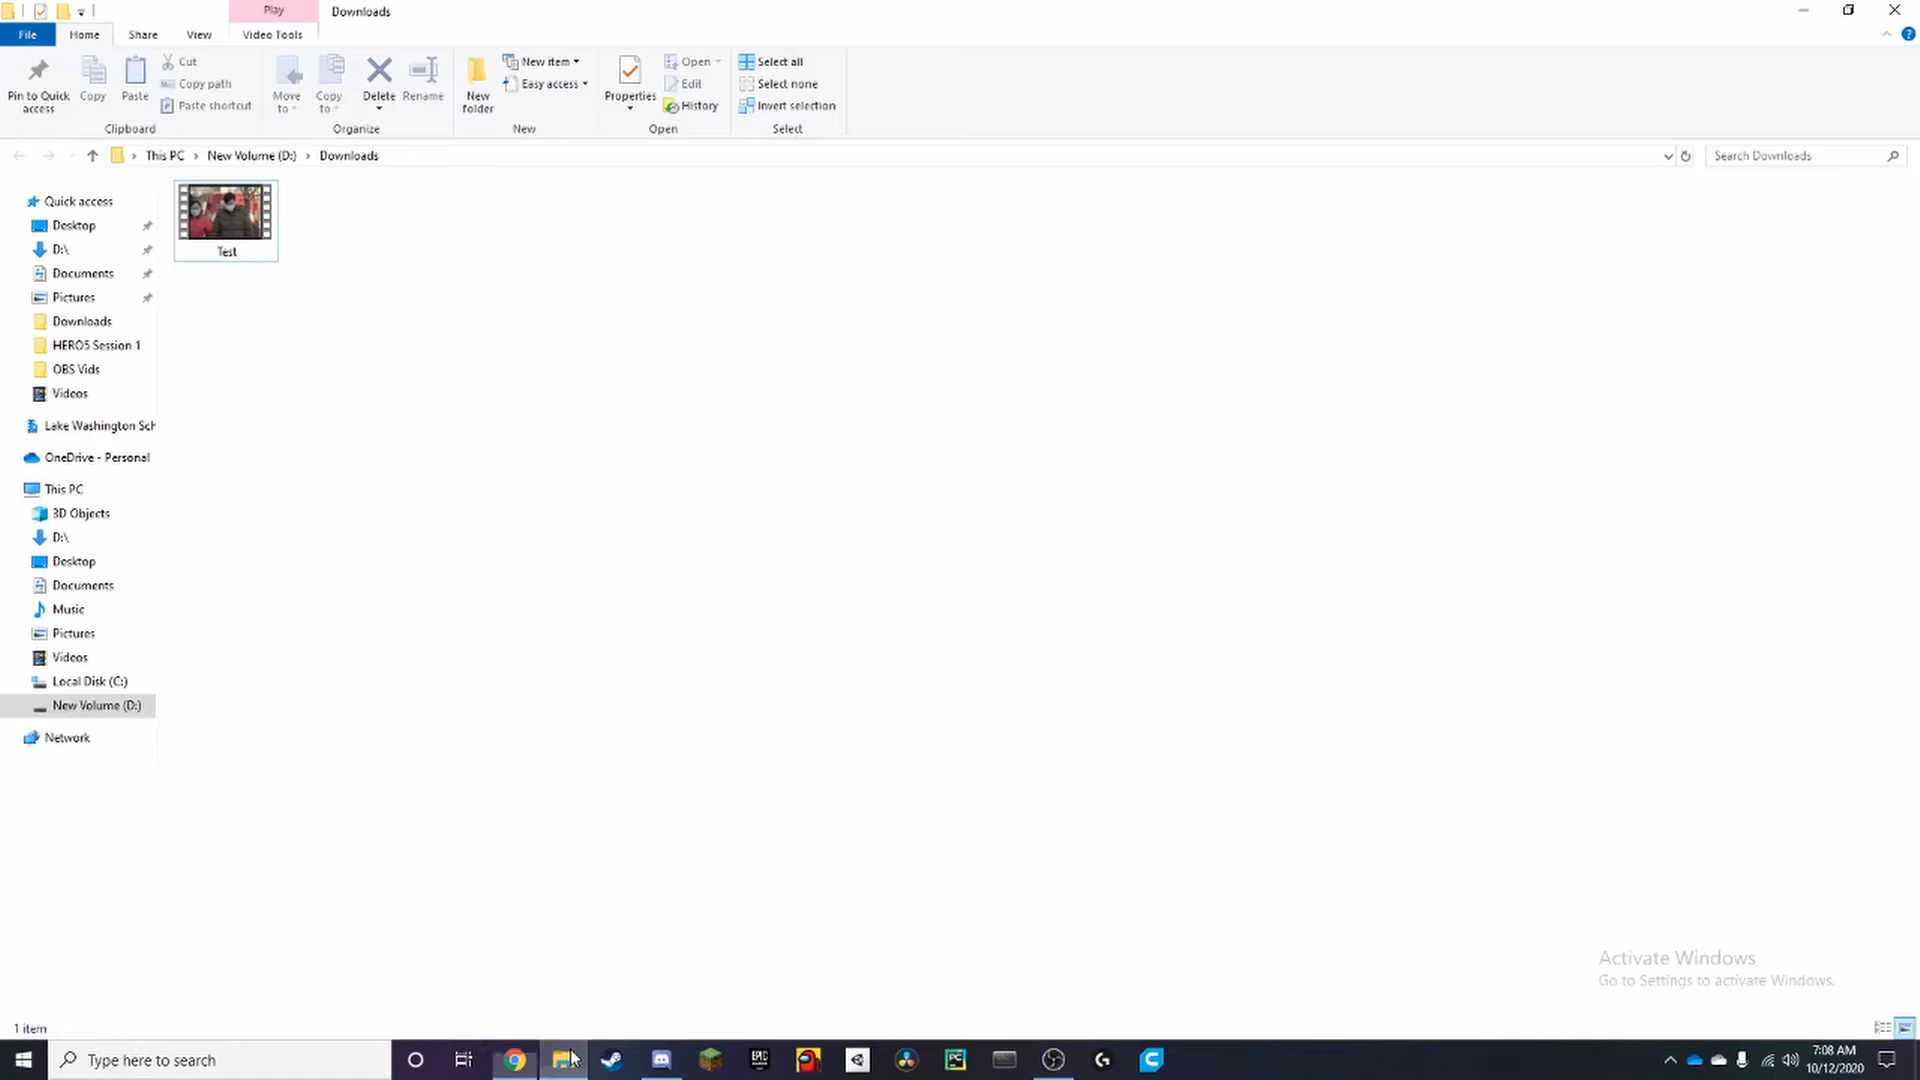 Play
Downloads
File
Home
Share
View
Video Tools
Pin to Quick access
Copy
Paste
Cut
Copy path
Paste shortcut
Clipboard
Move to
Copy to
Delete
Rename
Organize
New folder
New item
Easy access
New
Properties
Open
Edit
History
Open
Select all
Select none
Invert selection
Select
This PC > New Volume (D:) > Downloads
Search Downloads
Quick access
Desktop
D:\
Documents
Pictures
Downloads
HERO5 Session 1
OBS Vids
Videos
Lake Washington Sch
OneDrive - Personal
This PC
3D Objects
D:\
Desktop
Documents
Music
Pictures
Videos
Local Disk (C:)
New Volume (D:)
Network
Test
Activate Windows
Go to Settings to activate Windows.
1 item
Type here to search
EPIC
PC
7:08 AM
10/12/2020